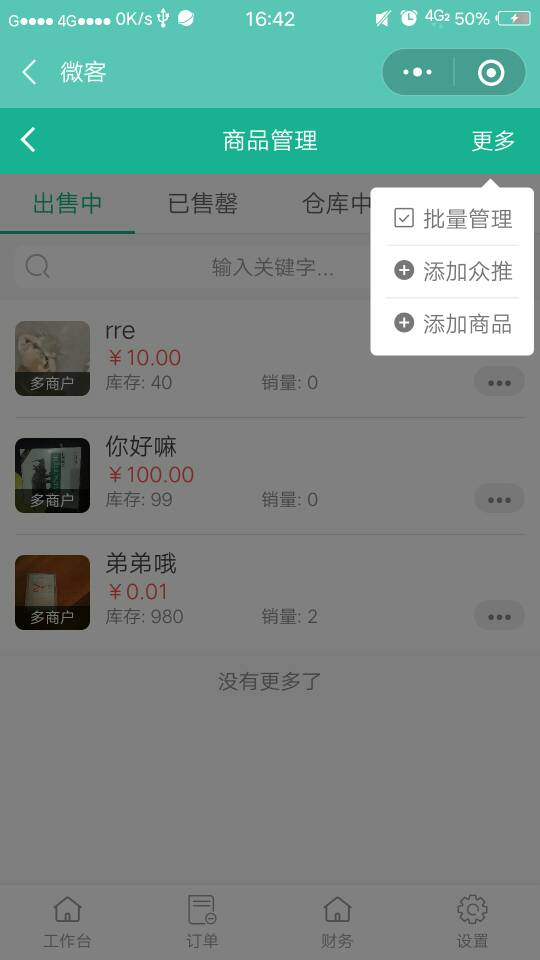 G 4G 0K/s 16:42 4G2 50%
微客
商品管理 更多
出售中 已售罄 仓库中
批量管理
输入关键字...
添加众推
添加商品
rre
￥10.00
多商户 库存: 40 销量: 0
你好嘛
￥100.00
多商户 库存: 99 销量: 0
弟弟哦
￥0.01
多商户 库存: 980 销量: 2
没有更多了
工作台 订单 财务 设置